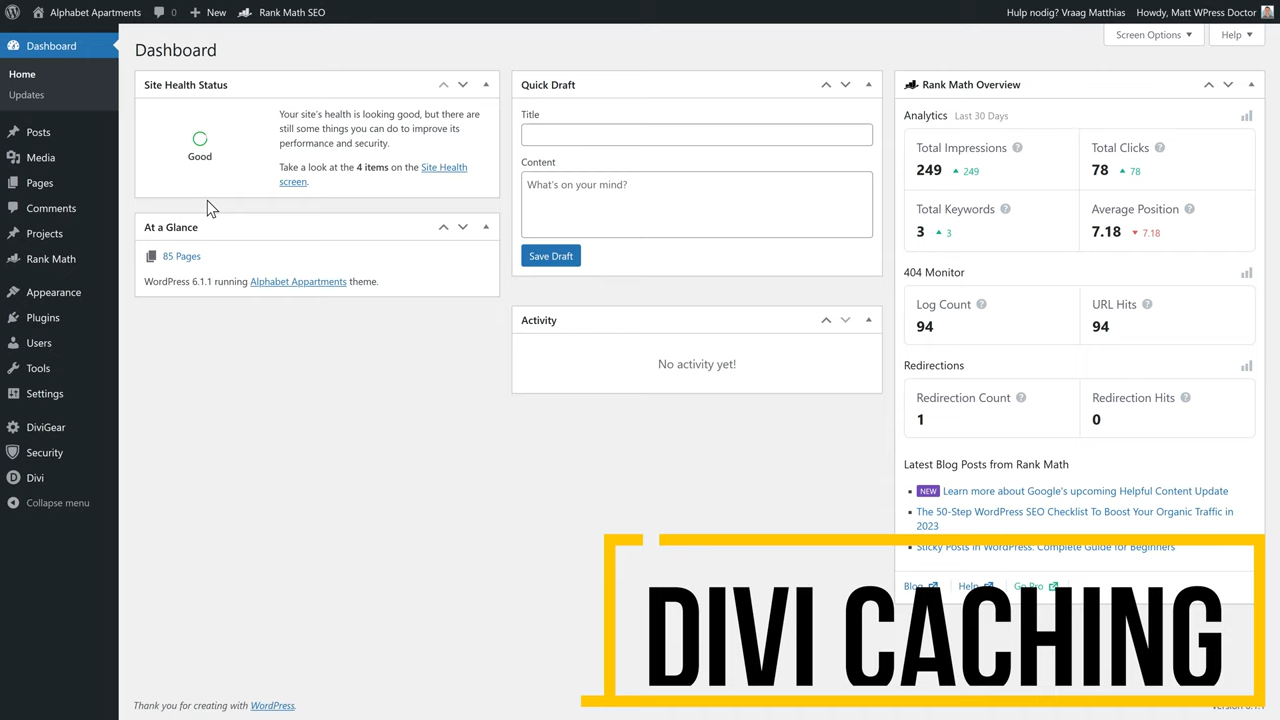 Alphabet Apartments
0
New
Rank Math SEO
Hulp nodig? Vraag Matthias
Howdy, Matt WPress Doctor
Dashboard
Home
Updates
Posts
Media
Pages
Comments
Projects
Rank Math
Appearance
Plugins
Users
Tools
Settings
DiviGear
Security
Divi
Collapse menu
Dashboard
Screen Options
Help
Site Health Status
Good
Your site's health is looking good, but there are
still some things you can do to improve its
performance and security.
Take a look at the 4 items on the Site Health
screen.
At a Glance
85 Pages
WordPress 6.1.1 running Alphabet Appartments theme.
Quick Draft
Title
Content
What's on your mind?
Save Draft
Activity
No activity yet!
Rank Math Overview
Analytics Last 30 Days
Total Impressions
249 249
Total Clicks
78 78
Total Keywords
3 3
Average Position
7.18 7.18
404 Monitor
Log Count
94
URL Hits
94
Redirections
Redirection Count
1
Redirection Hits
0
Latest Blog Posts from Rank Math
NEW Learn more about Google's upcoming Helpful Content Update
The 50-Step WordPress SEO Checklist To Boost Your Organic Traffic in
2023
Sticky Posts in WordPress: Complete Guide for Beginners
Blog Help Go Pro
DIVI CACHING
Thank you for creating with WordPress.